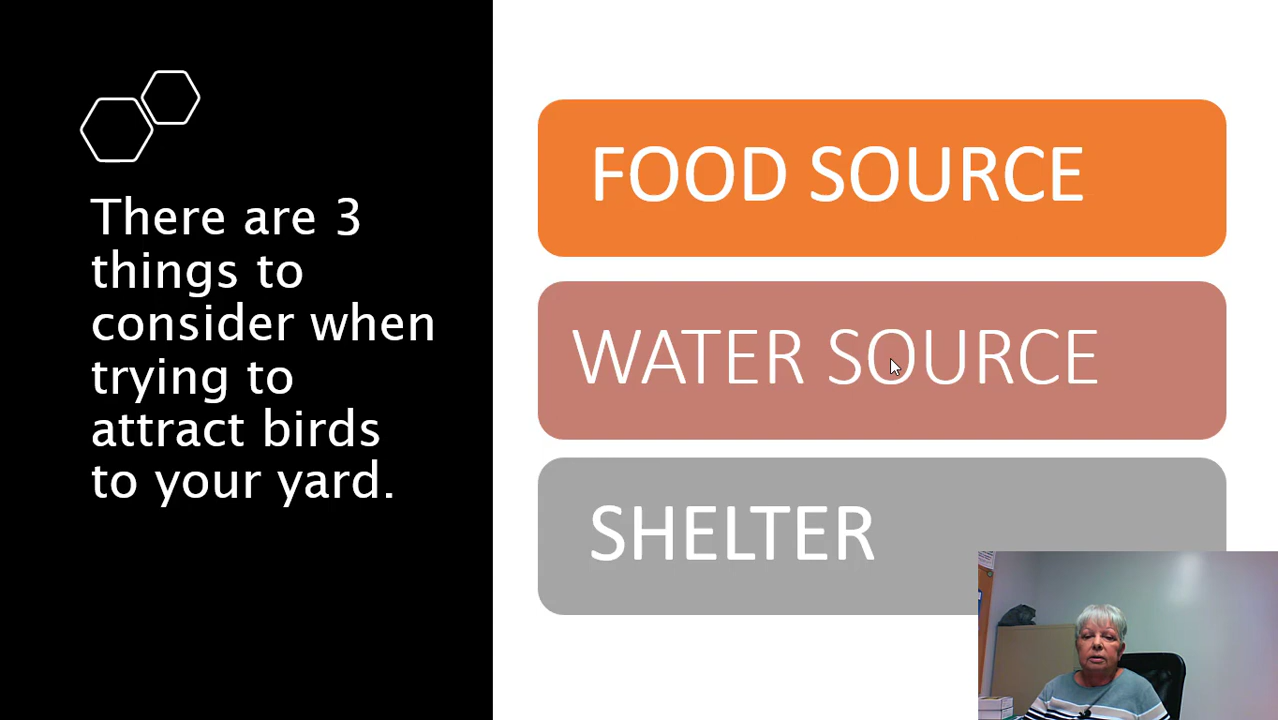 There are 3
things to
consider when
trying to
attract birds
to your yard.
FOOD SOURCE
WATER SOURCE
SHELTER